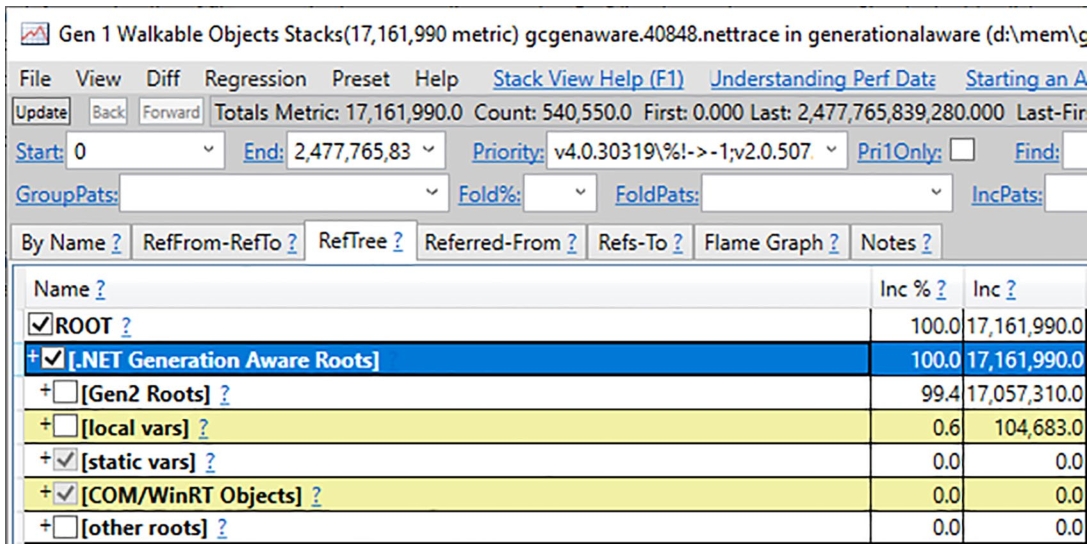 Gen 1 Walkable Objects Stacks(17,161,990 metric) gcgenaware.40848.nettrace in generationalaware (d:\mem\g
File View Diff Regression Preset Help Stack View Help (F1) Understanding Perf Data Starting an A
Update Back Forward Totals Metric: 17,161,990.0 Count: 540,550.0 First: 0.000 Last: 2,477,765,839,280.000 Last-Fir
Start: 0 End: 2,477,765,83 Priority: v4.0.30319\%!->-1;v2.0.507. Pri1Only: Find:
GroupPats: Fold%: FoldPats: IncPats:
By Name ? RefFrom-RefTo ? RefTree ? Referred-From ? Refs-To ? Flame Graph ? Notes ?
Name ? Inc % ? Inc ?
ROOT ? 100.0 17,161,990.0
+ [.NET Generation Aware Roots] ? 100.0 17,161,990.0
+ [Gen2 Roots] ? 99.4 17,057,310.0
+ [local vars] ? 0.6 104,683.0
+ [static vars] ? 0.0 0.0
+ [COM/WinRT Objects] ? 0.0 0.0
+ [other roots] ? 0.0 0.0